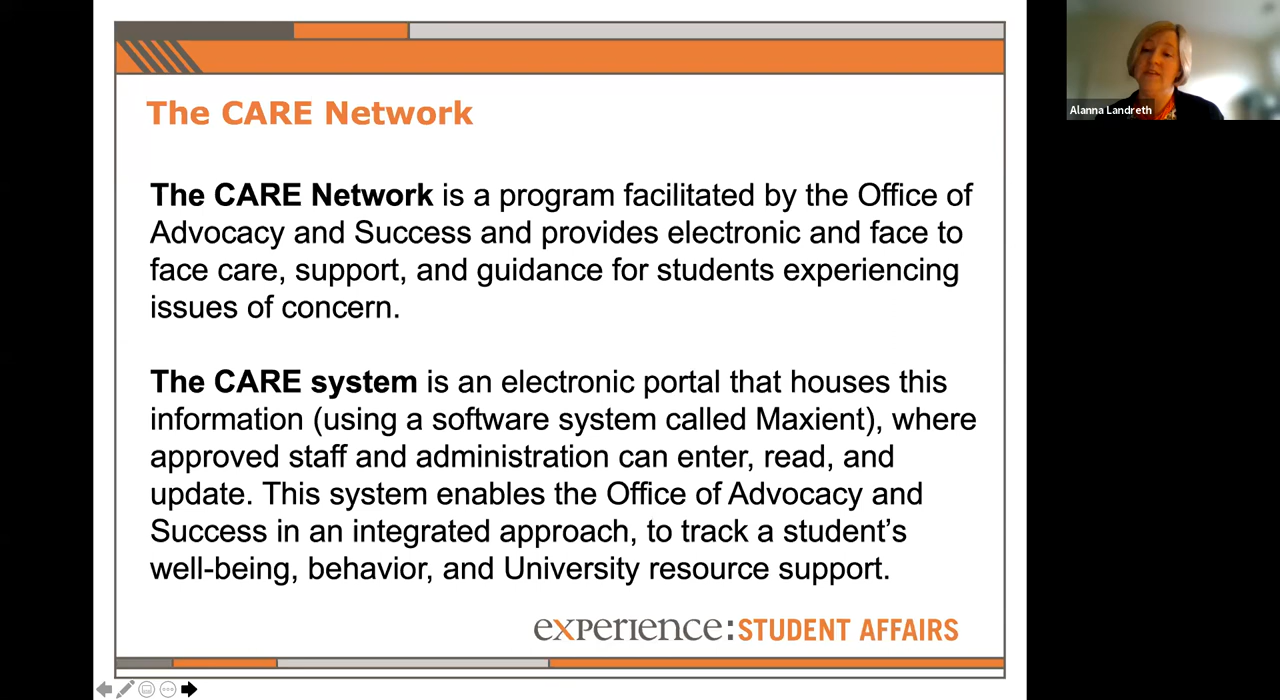 The CARE Network
The CARE Network is a program facilitated by the Office of
Advocacy and Success and provides electronic and face to
face care, support, and guidance for students experiencing
issues of concern.
The CARE system is an electronic portal that houses this
information (using a software system called Maxient), where
approved staff and administration can enter, read, and
update. This system enables the Office of Advocacy and
Success in an integrated approach, to track a student’s
well-being, behavior, and University resource support.
experience:STUDENT AFFAIRS
Alanna Landreth